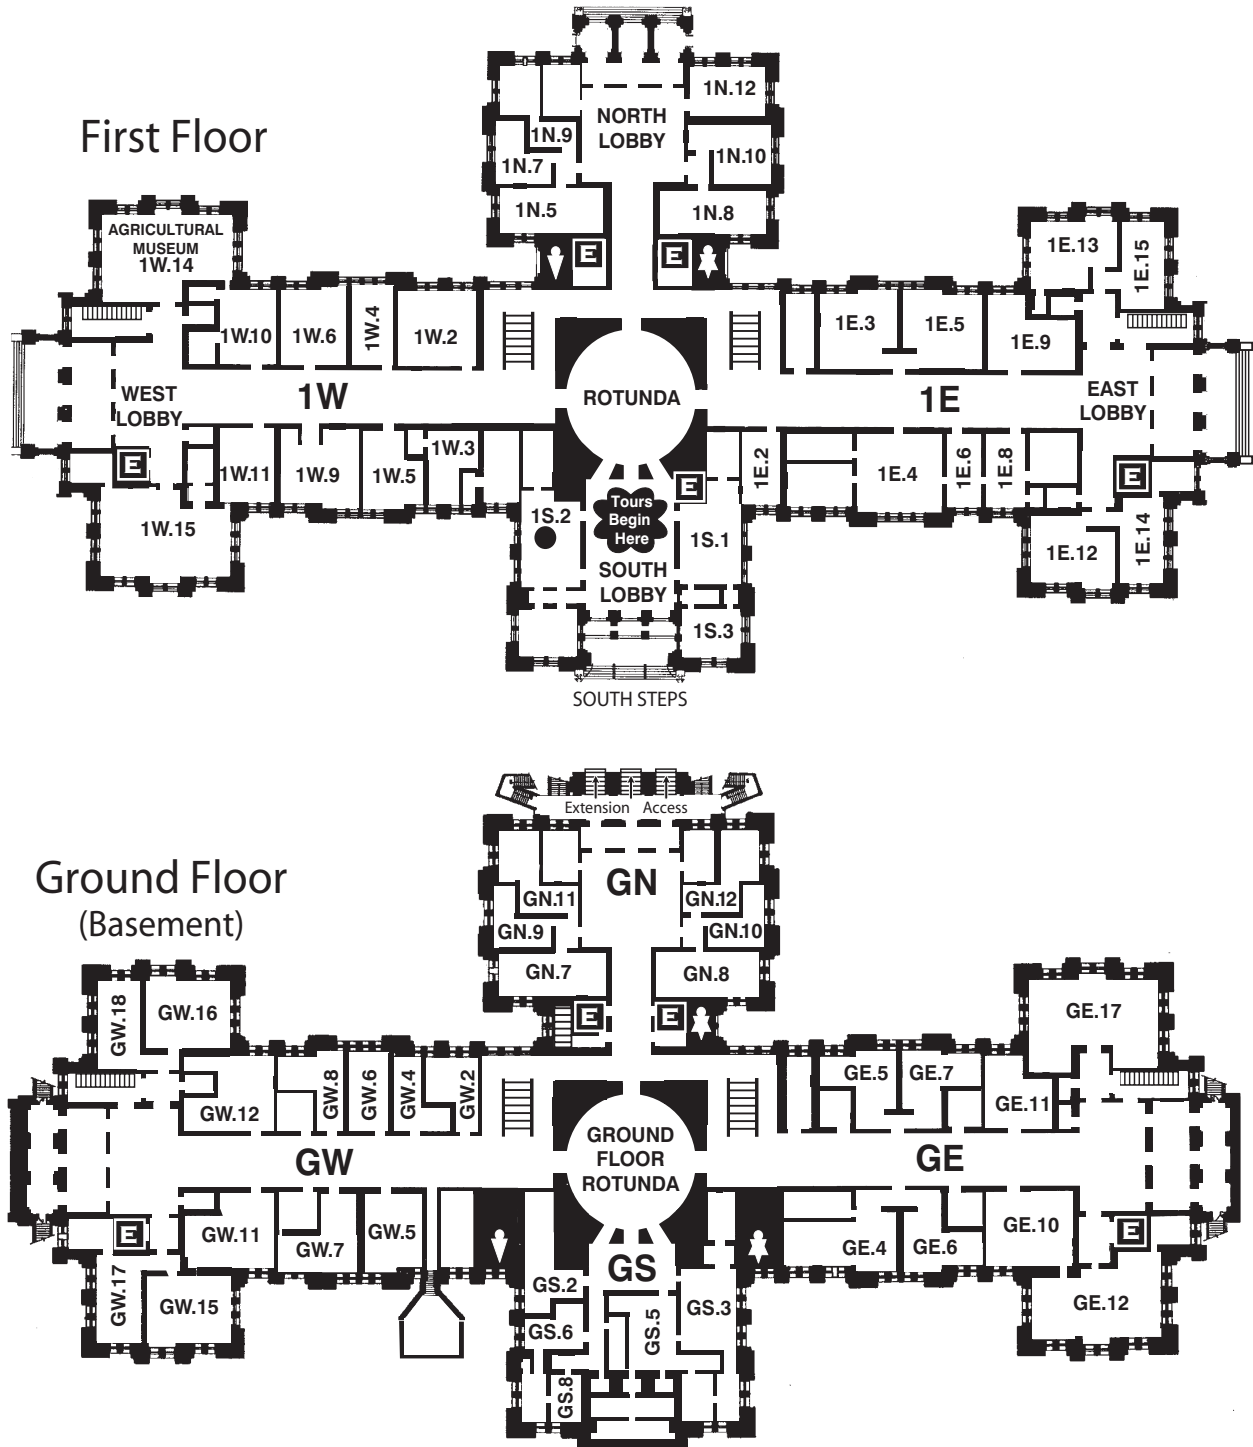 First Floor
1N.12
NORTH
LOBBY
1N.9
1N.7
1N.10
1N.5
1N.8
E
E
AGRICULTURAL
MUSEUM
1W.14
1E.13
1E.15
1W.10
1W.6
1W.4
1W.2
1E.3
1E.5
1E.9
WEST
LOBBY
1W
ROTUNDA
1E
EAST
LOBBY
E
1W.11
1W.9
1W.5
1W.3
1E.2
1E.4
1E.6
1E.8
E
E
1W.15
1S.2
Tours
Begin
Here
1S.1
1E.12
1E.14
SOUTH
LOBBY
1S.3
SOUTH STEPS
Extension Access
Ground Floor
(Basement)
GN
GN.11
GN.12
GN.9
GN.10
GN.7
GN.8
E
E
GW.18
GW.16
GE.17
GW.12
GW.8
GW.6
GW.4
GW.2
GE.5
GE.7
GE.11
GW
GROUND
FLOOR
ROTUNDA
GE
E
GW.11
GW.7
GW.5
GE.4
GE.6
GE.10
E
GS
GW.17
GW.15
GS.2
GS.3
GS.5
GS.6
GS.8
GE.12